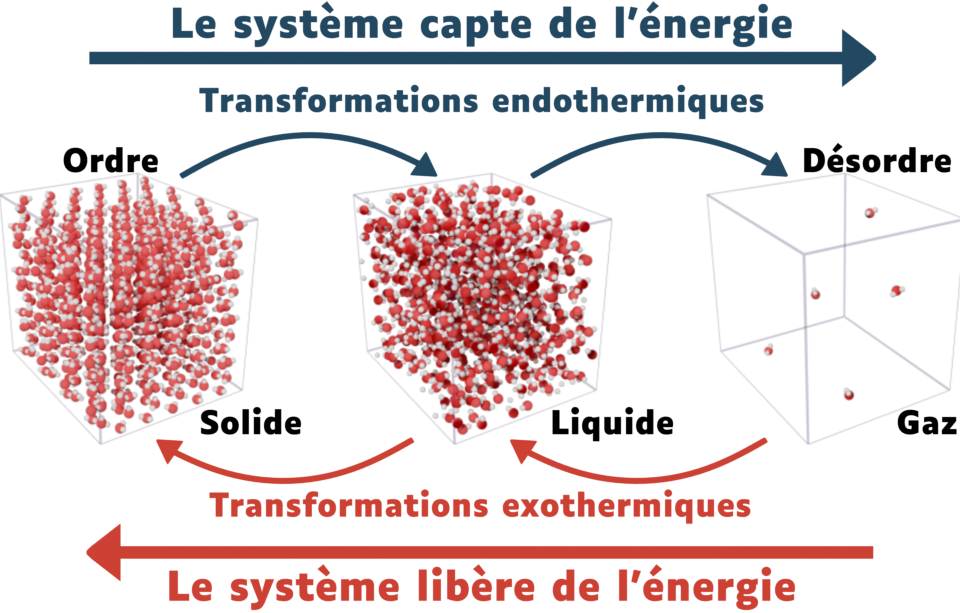 Le système capte de l'énergie
Transformations endothermiques
Ordre
Désordre
Solide
Liquide
Gaz
Transformations exothermiques
Le système libère de l'énergie